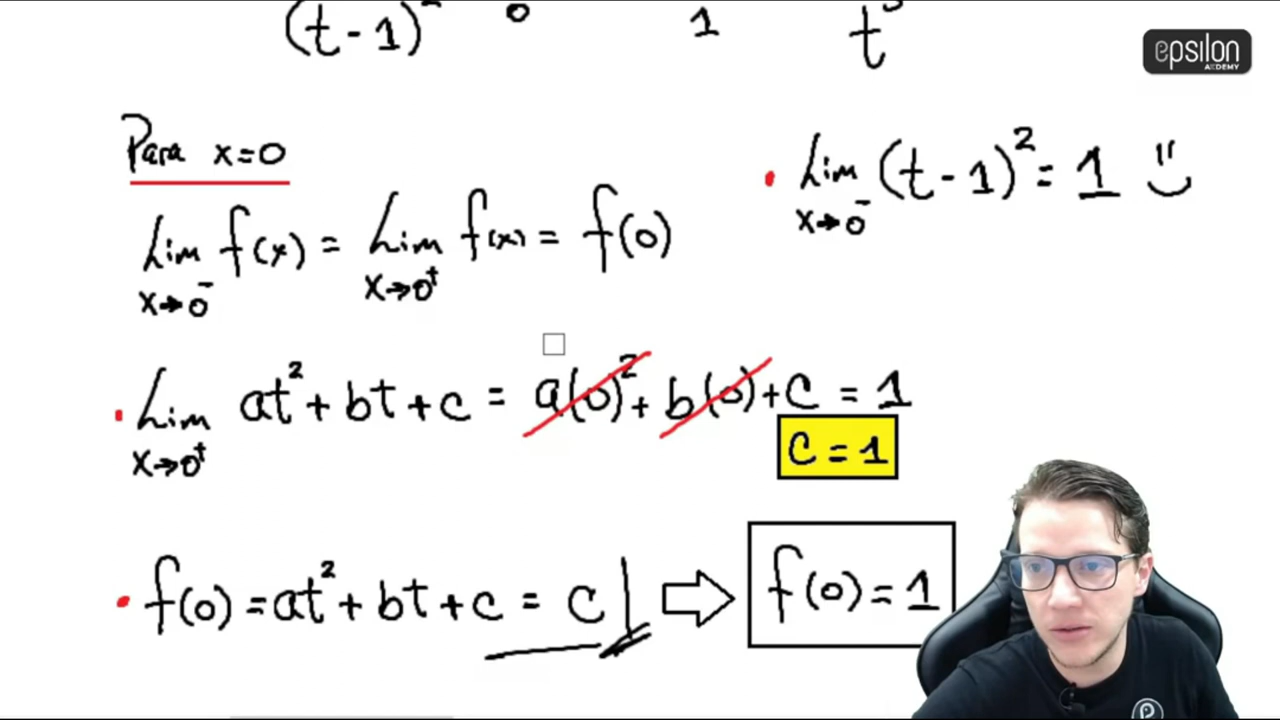 (t-1)² 0 1 t³
epsilon
AKDEMY
Para x=0
Lim f(x) = Lim f(x) = f(0)
x→0⁻ x→0⁺
• Lim (t-1)² = 1
x→0⁻
• Lim at² + bt + c = a(0)² + b(0) + c = 1
x→0⁺
c = 1
• f(0) = at² + bt + c = c ⇨ f(0) = 1